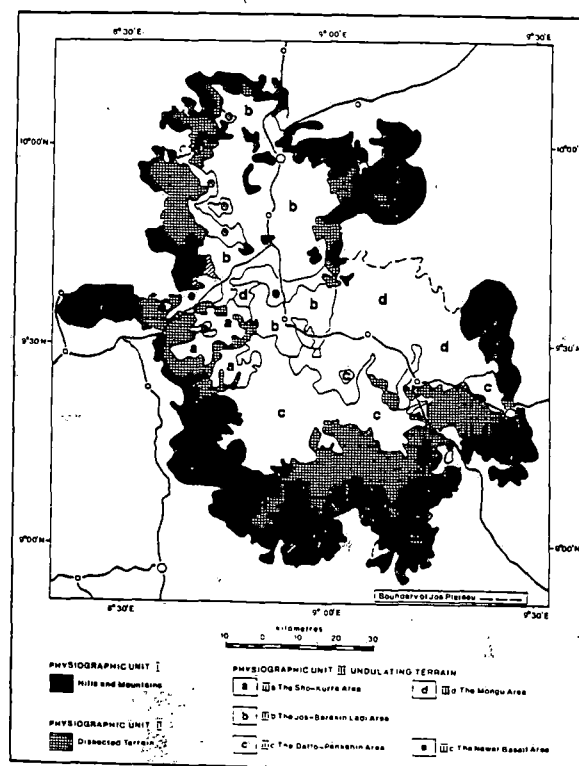 8°30'E 9°00'E 9°30'E
10°00'N 10°00'N
b
b
b
d
d
b
b
d
a
a
a
9°30'N 9°30'N
c
c
c
c
9°00'N 9°00'N
Boundary of Jos Plateau
8°30'E 9°00'E 9°30'E
kilometres
10 0 10 20 30
PHYSIOGRAPHIC UNIT I
Hills and Mountains
PHYSIOGRAPHIC UNIT II
Dissected Terrain
PHYSIOGRAPHIC UNIT III UNDULATING TERRAIN
a IIIa The Sho-Kurra Area
b IIIb The Jos-Barakin Ladi Area
c IIIc The Daffo-Pankshin Area
d IIId The Mongu Area
e IIIc The Newer Basalt Area